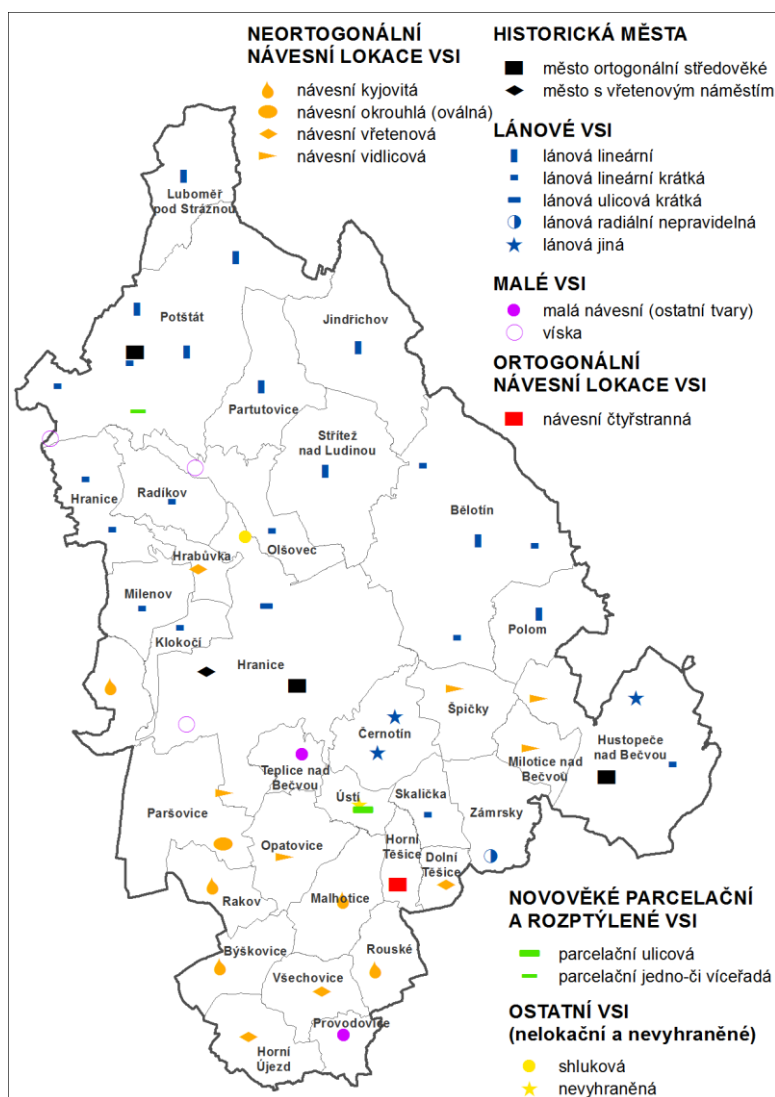 NEORTOGONÁLNÍ
NÁVESNÍ LOKACE VSI
návesní kyjovitá
návesní okrouhlá (oválná)
návesní vřetenová
návesní vidlicová
HISTORICKÁ MĚSTA
město ortogonální středověké
město s vřetenovým náměstím
LÁNOVÉ VSI
lánová lineární
lánová lineární krátká
lánová ulicová krátká
lánová radiální nepravidelná
lánová jiná
MALÉ VSI
malá návesní (ostatní tvary)
víska
ORTOGONÁLNÍ
NÁVESNÍ LOKACE VSI
návesní čtyřstranná
Luboměř
pod Strážnou
Potštát
Jindřichov
Partutovice
Střítež
nad Ludinou
Hranice
Radíkov
Bělotín
Olšovec
Hrabůvka
Milenov
Klokočí
Polom
Hranice
Špičky
Černotín
Hustopeče
nad Bečvou
Milotice nad
Bečvou
Teplice nad
Bečvou
Ústí
Skalička
Zámrsky
Paršovice
Opatovice
Horní
Těšice
Dolní
Těšice
Rakov
Malhotice
Býškovice
Rouské
Všechovice
Provodovice
Horní
Újezd
NOVOVĚKÉ PARCELAČNÍ
A ROZPTÝLENÉ VSI
parcelační ulicová
parcelační jedno-či víceřadá
OSTATNÍ VSI
(nelokační a nevyhraněné)
shluková
nevyhraněná